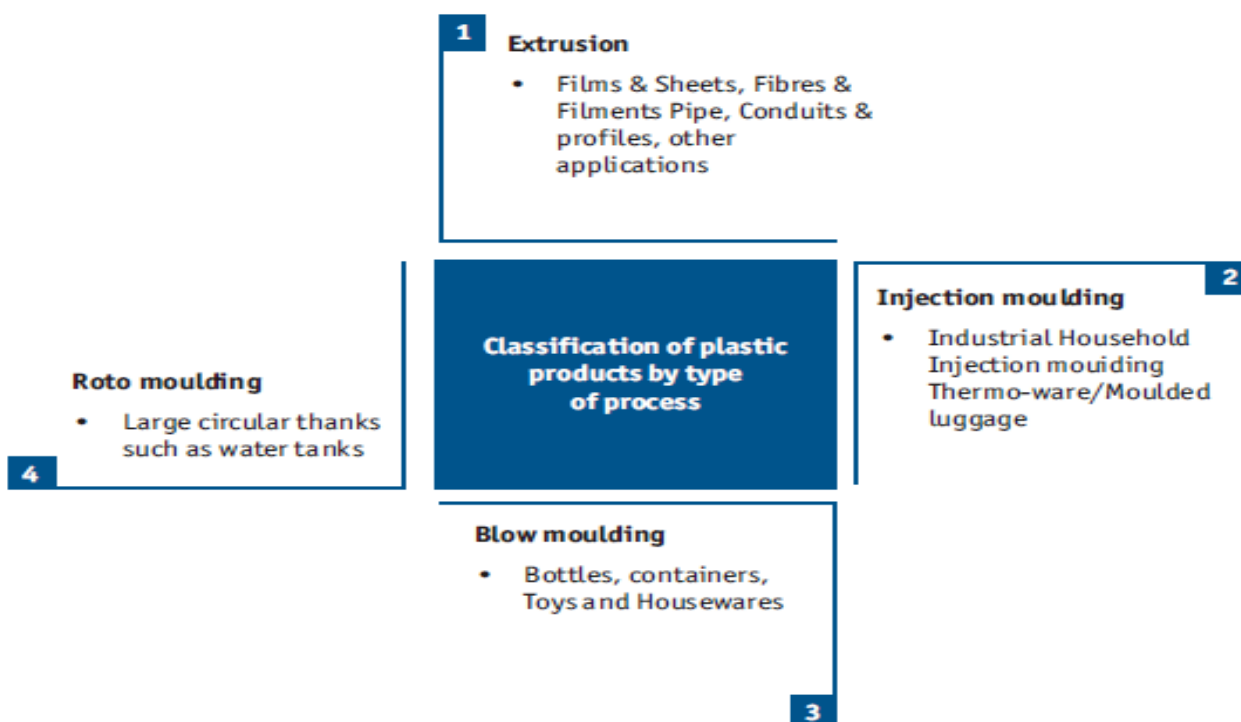 1
Extrusion
• Films & Sheets, Fibres &
Filments Pipe, Conduits &
profiles, other
applications
2
Injection moulding
• Industrial Household
Injection mouiding
Thermo-ware/Moulded
luggage
Classification of plastic
products by type
of process
Roto moulding
• Large circular thanks
such as water tanks
4
Blow moulding
• Bottles, containers,
Toys and Housewares
3